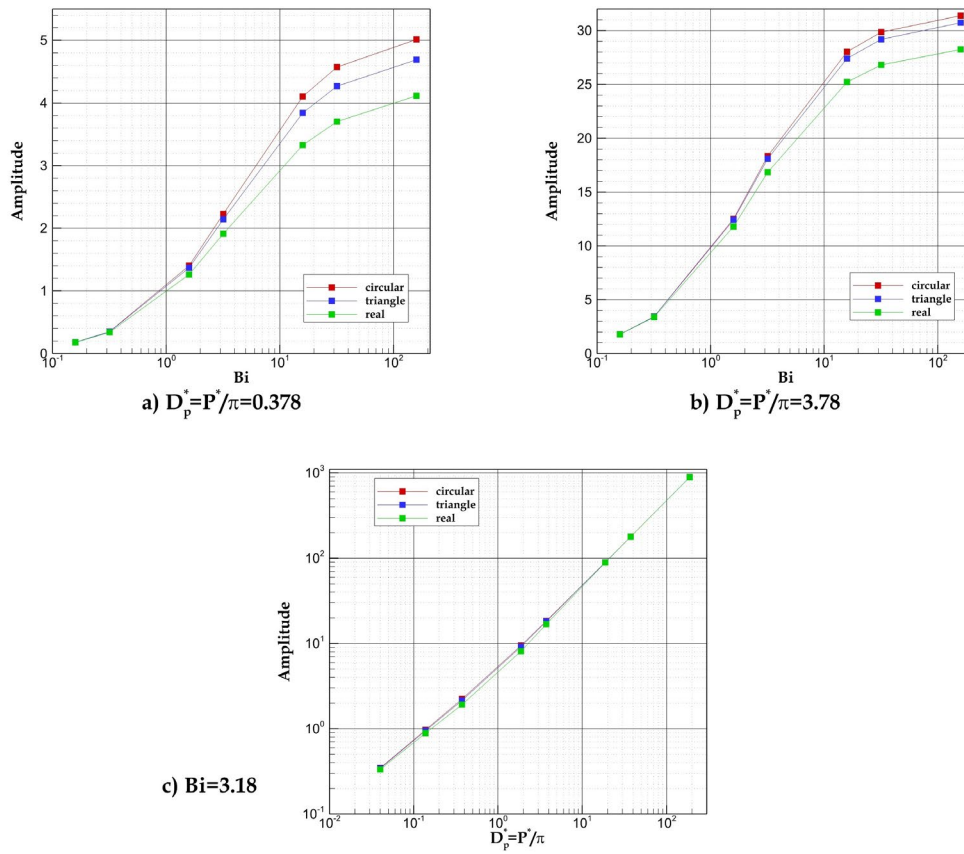 5
4
3
2
1
0
Amplitude
circular
triangle
real
10⁻¹ 10⁰ 10¹ 10²
Bi
a) D*ₚ=P*/π=0.378
30
25
20
15
10
5
0
Amplitude
circular
triangle
real
10⁻¹ 10⁰ 10¹ 10²
Bi
b) D*ₚ=P*/π=3.78
10³
10²
10¹
10⁰
10⁻¹
Amplitude
circular
triangle
real
c) Bi=3.18
10⁻² 10⁻¹ 10⁰ 10¹ 10²
D*ₚ=P*/π